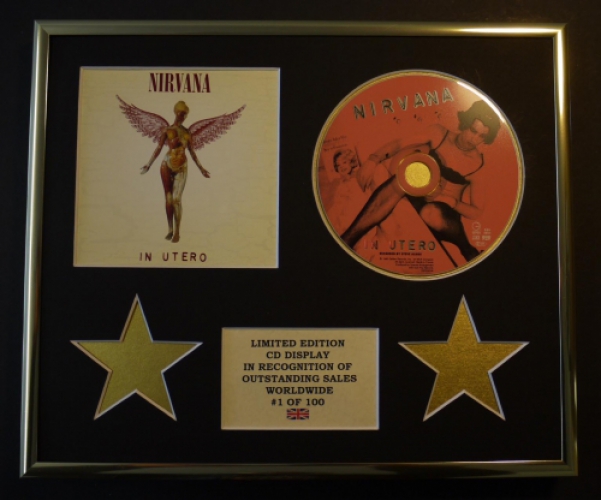 NIRVANA
IN UTERO
NIRVANA
IN UTERO
LIMITED EDITION
CD DISPLAY
IN RECOGNITION OF
OUTSTANDING SALES
WORLDWIDE
#1 OF 100